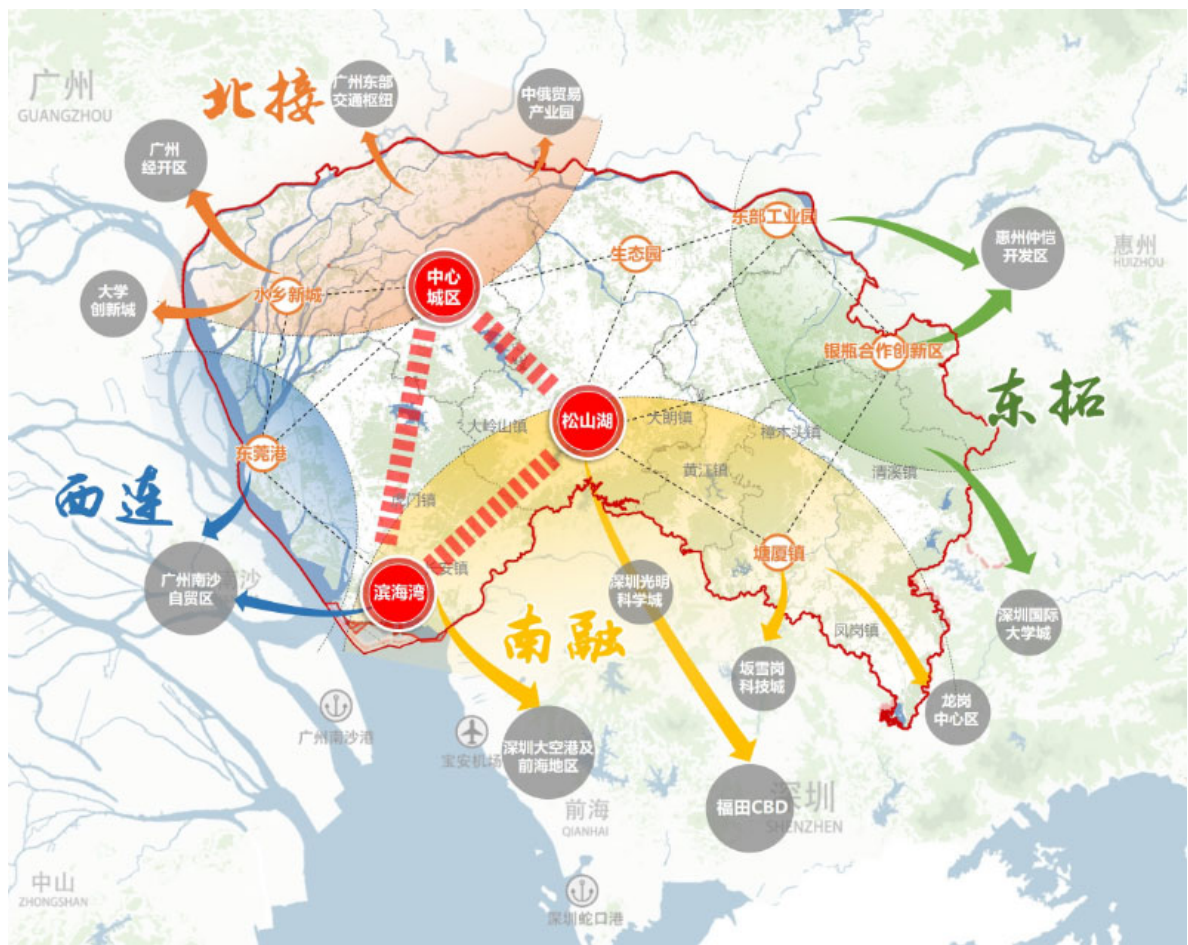 广州
GUANGZHOU
北接
广州东部
交通枢纽
中俄贸易
产业园
广州
经开区
东部工业园
惠州仲恺
开发区
惠州
HUIZHOU
生态园
中心
城区
大学
创新城
水乡新城
银瓶合作创新区
东拓
松山湖
大岭山镇
大朗镇
樟木头镇
黄江镇
清溪镇
东莞港
西连
虎门镇
塘厦镇
广州南沙
自贸区
滨海湾
深圳光明
科学城
深圳国际
大学城
南融
凤岗镇
坂雪岗
科技城
龙岗
中心区
广州南沙港
宝安机场
深圳大空港及
前海地区
前海
QIANHAI
福田CBD
深圳
SHENZHEN
中山
ZHONGSHAN
深圳蛇口港